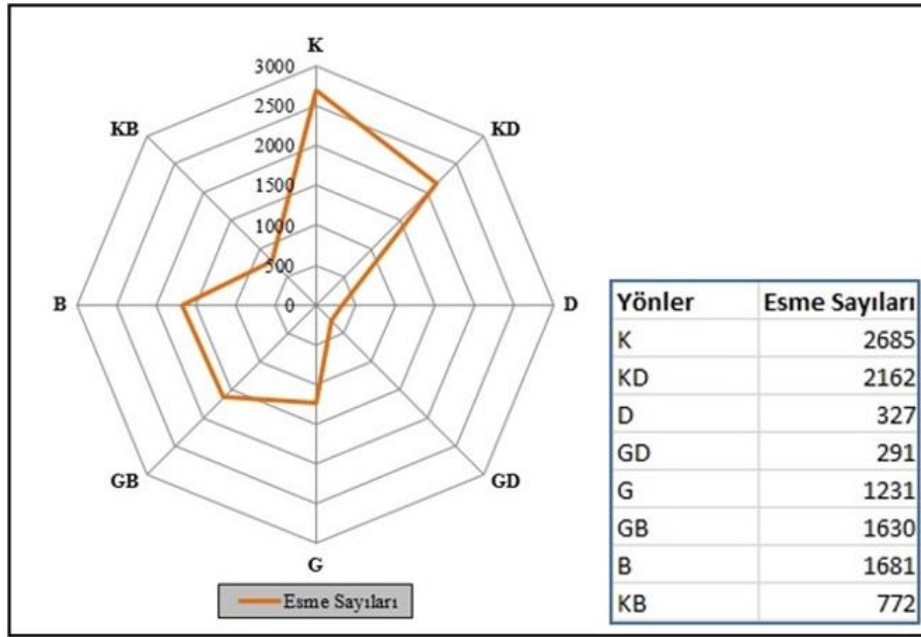 K
3000
KB
2500
KD
2000
1500
1000
500
B
0
D
GB
GD
G
Esme Sayıları
Yönler Esme Sayıları
K 2685
KD 2162
D 327
GD 291
G 1231
GB 1630
B 1681
KB 772